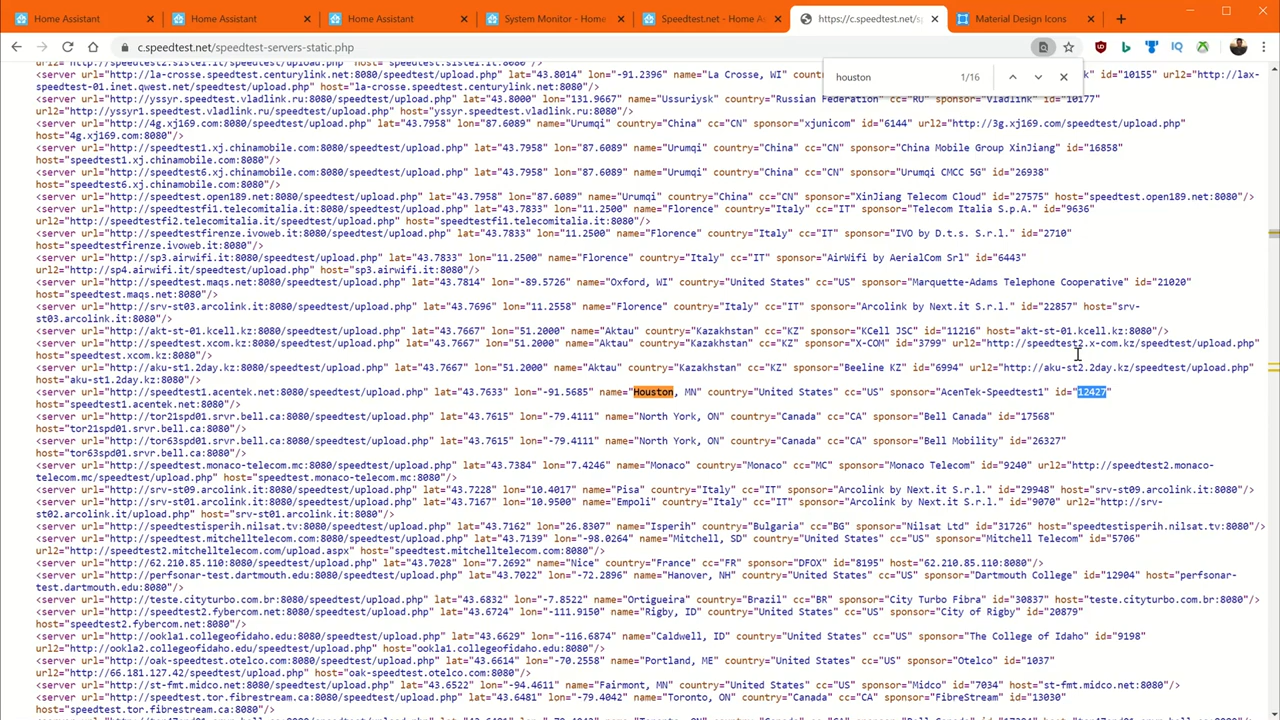 Home Assistant
Home Assistant
Home Assistant
System Monitor - Home
Speedtest.net - Home A
https://c.speedtest.net/s
Material Design Icons
c.speedtest.net/speedtest-servers-static.php
houston
1/16
<server url="http://la-crosse.speedtest.centurylink.net:8080/speedtest/upload.php" lat="43.8014" lon="-91.2396" name="La Crosse, WI" id="10155" url2="http://lax-
speedtest-01.inet.qwest.net/speedtest/upload.php" host="la-crosse.speedtest.centurylink.net:8080"/>
<server url="http://yssyr.speedtest.vladlink.ru:8080/speedtest/upload.php" lat="43.8000" lon="131.9667" name="Ussuriysk" country="Russian Federation" cc="RU" sponsor="Vladlink" id="10177"
url2="http://yssyr1.speedtest.vladlink.ru/speedtest/upload.php" host="yssyr.speedtest.vladlink.ru:8080"/>
<server url="http://4g.xj169.com:8080/speedtest/upload.php" lat="43.7958" lon="87.6089" name="Urumqi" country="China" cc="CN" sponsor="xjunicom" id="6144" url2="http://3g.xj169.com/speedtest/upload.php"
host="4g.xj169.com:8080"/>
<server url="http://speedtest1.xj.chinamobile.com:8080/speedtest/upload.php" lat="43.7958" lon="87.6089" name="Urumqi" country="China" cc="CN" sponsor="China Mobile Group XinJiang" id="16858"
host="speedtest1.xj.chinamobile.com:8080"/>
<server url="http://speedtest6.xj.chinamobile.com:8080/speedtest/upload.php" lat="43.7958" lon="87.6089" name="Urumqi" country="China" cc="CN" sponsor="Urumqi CMCC 5G" id="26938"
host="speedtest6.xj.chinamobile.com:8080"/>
<server url="http://speedtest.open189.net:8080/speedtest/upload.php" lat="43.7958" lon="87.6089" name="Urumqi" country="China" cc="CN" sponsor="XinJiang Telecom Cloud" id="27575" host="speedtest.open189.net:8080"/>
<server url="http://speedtestfi1.telecomitalia.it:8080/speedtest/upload.php" lat="43.7833" lon="11.2500" name="Florence" country="Italy" cc="IT" sponsor="Telecom Italia S.p.A." id="9636"
url2="http://speedtestfi2.telecomitalia.it/speedtest/upload.php" host="speedtestfi1.telecomitalia.it:8080"/>
<server url="http://speedtestfirenze.ivoweb.it:8080/speedtest/upload.php" lat="43.7833" lon="11.2500" name="Florence" country="Italy" cc="IT" sponsor="IVO by D.t.s. S.r.l." id="2710"
host="speedtestfirenze.ivoweb.it:8080"/>
<server url="http://sp3.airwifi.it:8080/speedtest/upload.php" lat="43.7833" lon="11.2500" name="Florence" country="Italy" cc="IT" sponsor="AirWifi by AerialCom Srl" id="6443"
url2="http://sp4.airwifi.it/speedtest/upload.php" host="sp3.airwifi.it:8080"/>
<server url="http://speedtest.maqs.net:8080/speedtest/upload.php" lat="43.7814" lon="-89.5726" name="Oxford, WI" country="United States" cc="US" sponsor="Marquette-Adams Telephone Cooperative" id="21020"
host="speedtest.maqs.net:8080"/>
<server url="http://srv-st03.arcolink.it:8080/speedtest/upload.php" lat="43.7696" lon="11.2558" name="Florence" country="Italy" cc="IT" sponsor="Arcolink by Next.it S.r.l." id="22857" host="srv-
st03.arcolink.it:8080"/>
<server url="http://akt-st-01.kcell.kz:8080/speedtest/upload.php" lat="43.7667" lon="51.2000" name="Aktau" country="Kazakhstan" cc="KZ" sponsor="KCell JSC" id="11216" host="akt-st-01.kcell.kz:8080"/>
<server url="http://speedtest.xcom.kz:8080/speedtest/upload.php" lat="43.7667" lon="51.2000" name="Aktau" country="Kazakhstan" cc="KZ" sponsor="X-COM" id="3799" url2="http://speedtest2.x-com.kz/speedtest/upload.php"
host="speedtest.xcom.kz:8080"/>
<server url="http://aku-st1.2day.kz:8080/speedtest/upload.php" lat="43.7667" lon="51.2000" name="Aktau" country="Kazakhstan" cc="KZ" sponsor="Beeline KZ" id="6994" url2="http://aku-st2.2day.kz/speedtest/upload.php"
host="aku-st1.2day.kz:8080"/>
<server url="http://speedtest1.acentek.net:8080/speedtest/upload.php" lat="43.7633" lon="-91.5685" name="Houston, MN" country="United States" cc="US" sponsor="AcenTek-Speedtest1" id="12427"
host="speedtest1.acentek.net:8080"/>
<server url="http://tor21spd01.srvr.bell.ca:8080/speedtest/upload.php" lat="43.7615" lon="-79.4111" name="North York, ON" country="Canada" cc="CA" sponsor="Bell Canada" id="17568"
host="tor21spd01.srvr.bell.ca:8080"/>
<server url="http://tor63spd01.srvr.bell.ca:8080/speedtest/upload.php" lat="43.7615" lon="-79.4111" name="North York, ON" country="Canada" cc="CA" sponsor="Bell Mobility" id="26327"
host="tor63spd01.srvr.bell.ca:8080"/>
<server url="http://speedtest.monaco-telecom.mc:8080/speedtest/upload.php" lat="43.7384" lon="7.4246" name="Monaco" country="Monaco" cc="MC" sponsor="Monaco Telecom" id="9240" url2="http://speedtest2.monaco-
telecom.mc/speedtest/upload.php" host="speedtest.monaco-telecom.mc:8080"/>
<server url="http://srv-st09.arcolink.it:8080/speedtest/upload.php" lat="43.7228" lon="10.4017" name="Pisa" country="Italy" cc="IT" sponsor="Arcolink by Next.it S.r.l." id="29948" host="srv-st09.arcolink.it:8080"/>
<server url="http://srv-st01.arcolink.it:8080/speedtest/upload.php" lat="43.7167" lon="10.9500" name="Empoli" country="Italy" cc="IT" sponsor="Arcolink by Next.it S.r.l." id="9070" url2="http://srv-
st02.arcolink.it/upload.php" host="srv-st01.arcolink.it:8080"/>
<server url="http://speedtestisperih.nilsat.tv:8080/speedtest/upload.php" lat="43.7162" lon="26.8307" name="Isperih" country="Bulgaria" cc="BG" sponsor="Nilsat Ltd" id="31726" host="speedtestisperih.nilsat.tv:8080"/>
<server url="http://speedtest.mitchelltelecom.com:8080/speedtest/upload.php" lat="43.7139" lon="-98.0264" name="Mitchell, SD" country="United States" cc="US" sponsor="Mitchell Telecom" id="5706"
url2="http://speedtest2.mitchelltelecom.com/upload.aspx" host="speedtest.mitchelltelecom.com:8080"/>
<server url="http://62.210.85.110:8080/speedtest/upload.php" lat="43.7028" lon="7.2692" name="Nice" country="France" cc="FR" sponsor="DFOX" id="8195" host="62.210.85.110:8080"/>
<server url="http://perfsonar-test.dartmouth.edu:8080/speedtest/upload.php" lat="43.7022" lon="-72.2896" name="Hanover, NH" country="United States" cc="US" sponsor="Dartmouth College" id="12904" host="perfsonar-
test.dartmouth.edu:8080"/>
<server url="http://teste.cityturbo.com.br:8080/speedtest/upload.php" lat="43.6832" lon="-7.8522" name="Ortigueira" country="Brazil" cc="BR" sponsor="City Turbo Fibra" id="30837" host="teste.cityturbo.com.br:8080"/>
<server url="http://speedtest2.fybercom.net:8080/speedtest/upload.php" lat="43.6724" lon="-111.9150" name="Rigby, ID" country="United States" cc="US" sponsor="City of Rigby" id="20879"
host="speedtest2.fybercom.net:8080"/>
<server url="http://ookla1.collegeofidaho.edu:8080/speedtest/upload.php" lat="43.6629" lon="-116.6874" name="Caldwell, ID" country="United States" cc="US" sponsor="The College of Idaho" id="9198"
url2="http://ookla2.collegeofidaho.edu/speedtest/upload.php" host="ookla1.collegeofidaho.edu:8080"/>
<server url="http://oak-speedtest.otelco.com:8080/speedtest/upload.php" lat="43.6614" lon="-70.2558" name="Portland, ME" country="United States" cc="US" sponsor="Otelco" id="1037"
url2="http://66.181.127.42/speedtest/upload.php" host="oak-speedtest.otelco.com:8080"/>
<server url="http://st-fmt.midco.net:8080/speedtest/upload.php" lat="43.6522" lon="-94.4611" name="Fairmont, MN" country="United States" cc="US" sponsor="Midco" id="7034" host="st-fmt.midco.net:8080"/>
<server url="http://speedtest.tor.fibrestream.ca:8080/speedtest/upload.php" lat="43.6481" lon="-79.4042" name="Toronto, ON" country="Canada" cc="CA" sponsor="FibreStream" id="13030"
host="speedtest.tor.fibrestream.ca:8080"/>